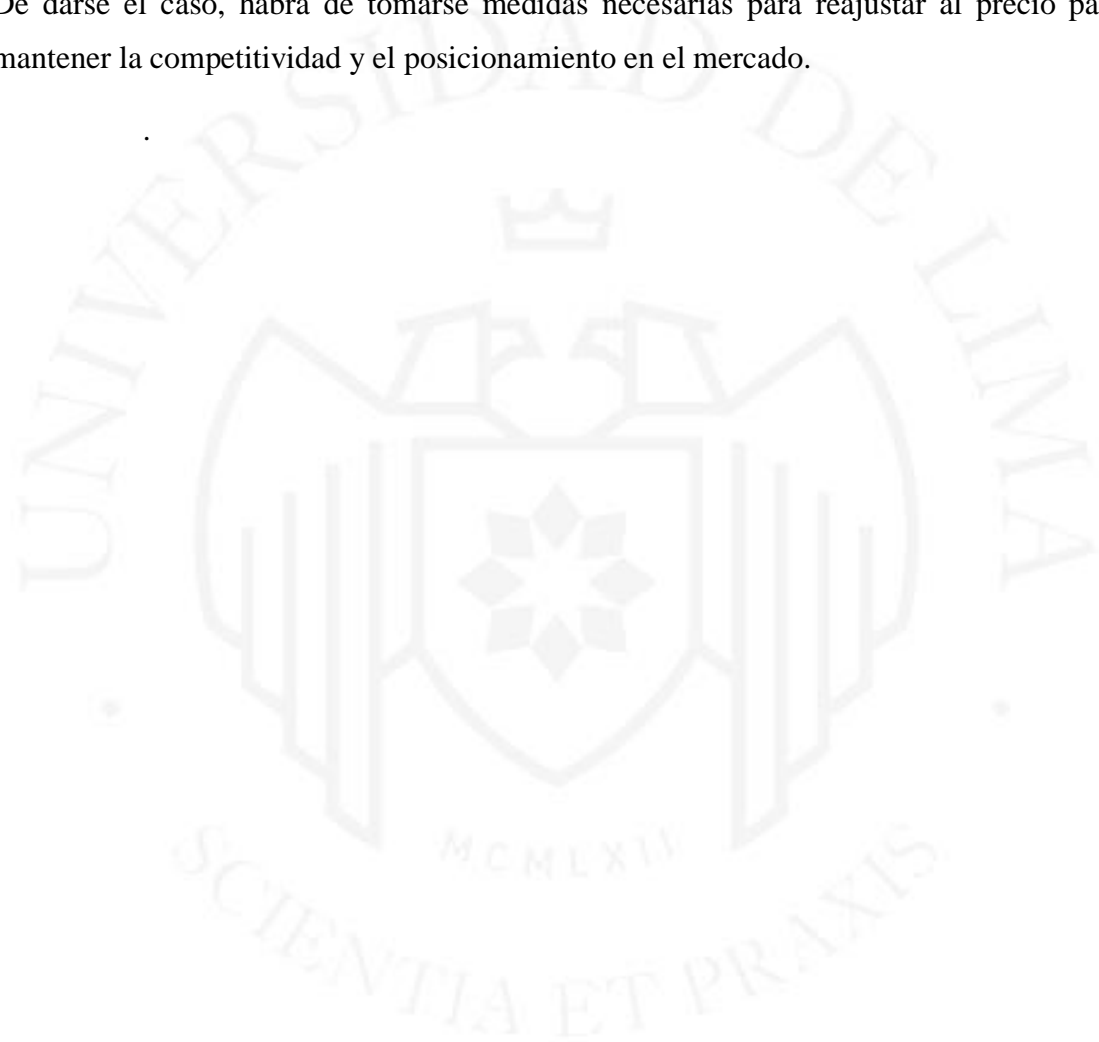 De darse el caso, habrá de tomarse medidas necesarias para reajustar al precio pa
mantener la competitividad y el posicionamiento en el mercado.
.
UNIVERSIDAD DE LIMA
MCMLXII
SCIENTIA ET PRAXIS